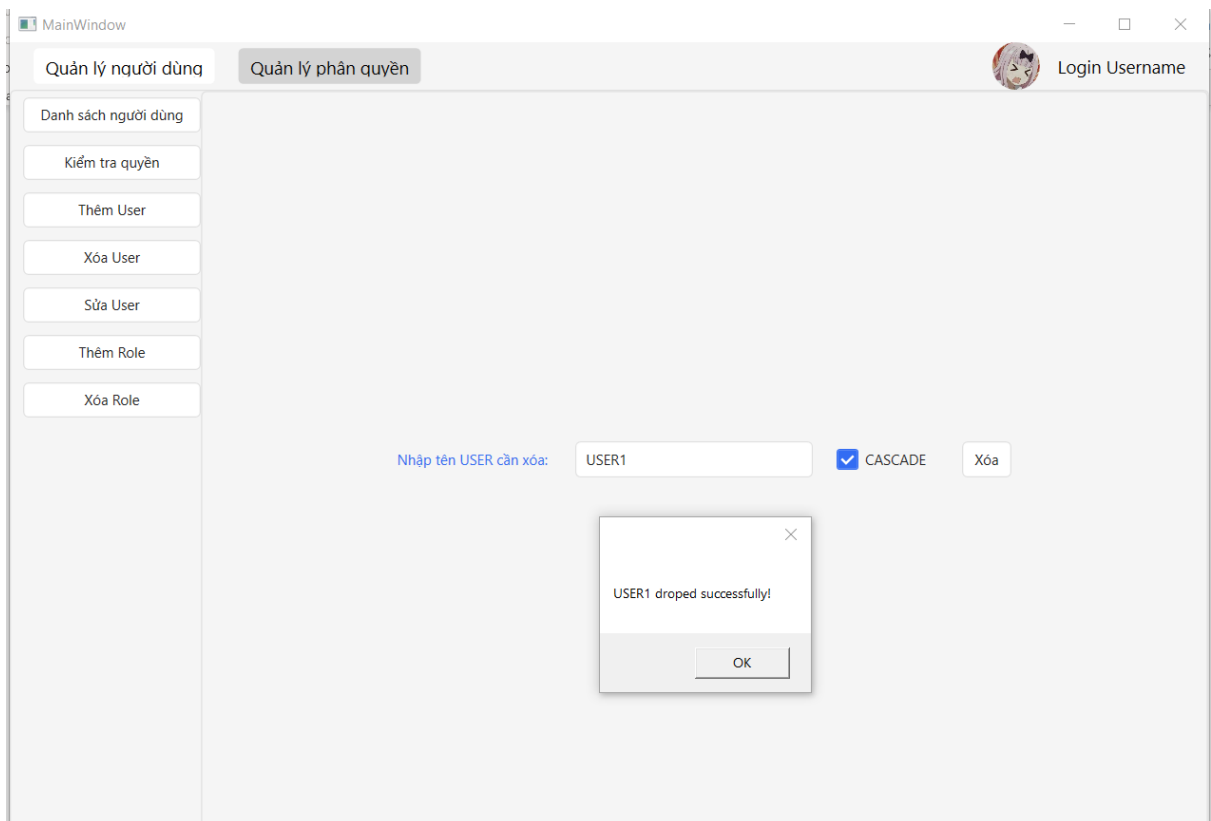 MainWindow
Quản lý người dùng
Quản lý phân quyền
Login Username
Danh sách người dùng
Kiểm tra quyền
Thêm User
Xóa User
Sửa User
Thêm Role
Xóa Role
Nhập tên USER cần xóa: USER1 CASCADE Xóa
USER1 droped successfully!
OK